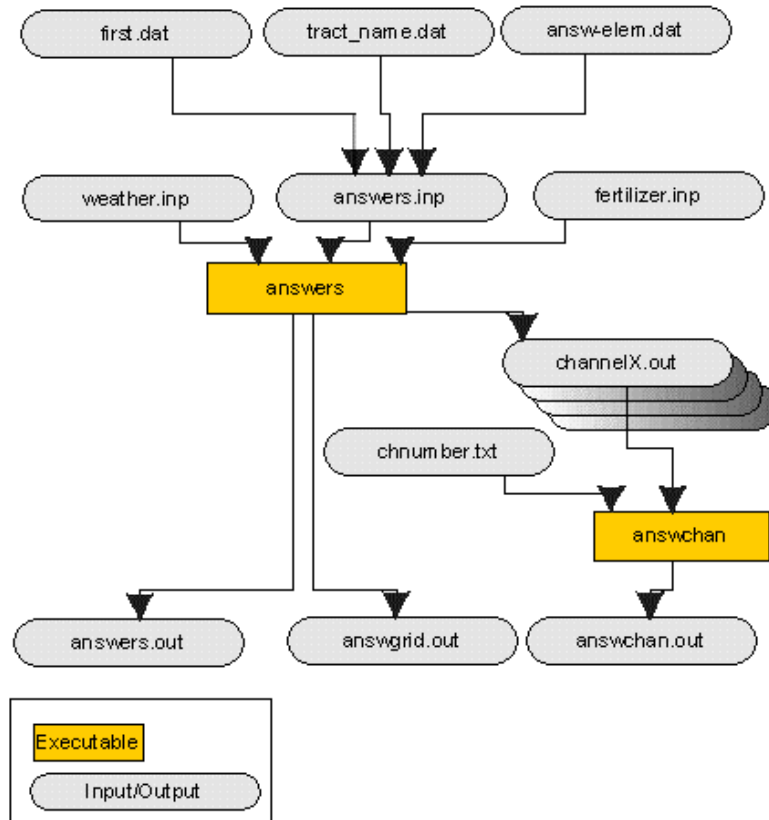 first.dat
tract_name.dat
answ-elem.dat
weather.inp
answers.inp
fertilizer.inp
answers
channelX.out
chnumber.txt
answchan
answers.out
answgrid.out
answchan.out
Executable
Input/Output